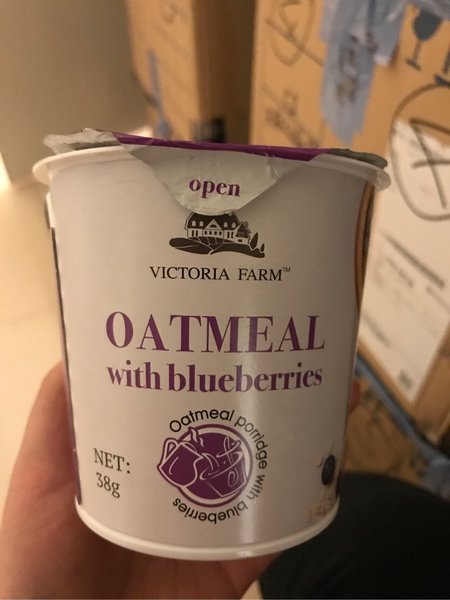 open
VICTORIA FARM™
OATMEAL
with blueberries
Oatmeal porridge with blueberries
NET:
38g